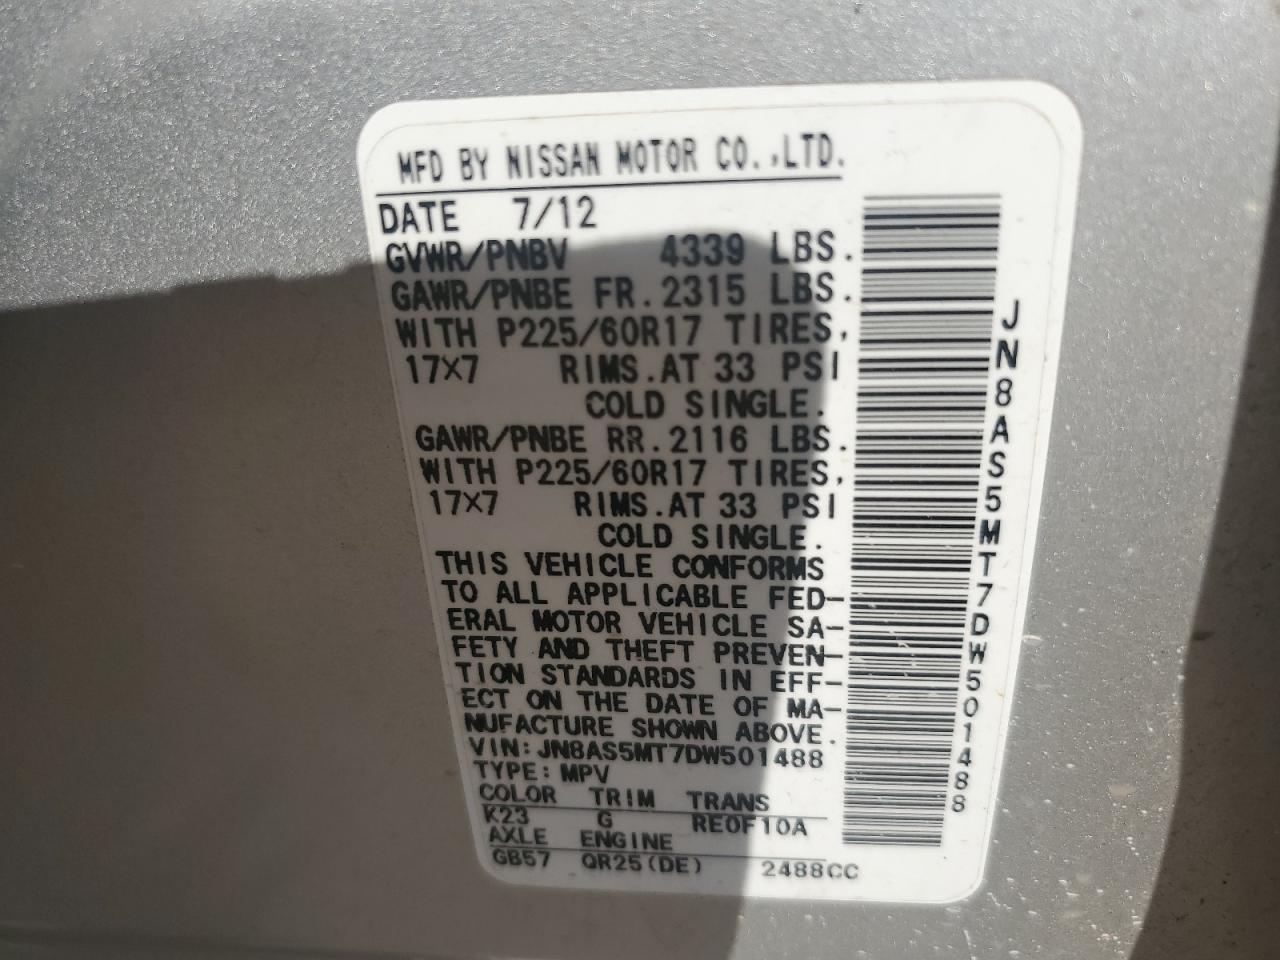 MFD BY NISSAN MOTOR CO.,LTD.
DATE 7/12
GVWR/PNBV 4339 LBS.
GAWR/PNBE FR.2315 LBS.
WITH P225/60R17 TIRES,
17X7 RIMS.AT 33 PSI
COLD SINGLE.
GAWR/PNBE RR.2116 LBS.
WITH P225/60R17 TIRES,
17X7 RIMS.AT 33 PSI
COLD SINGLE.
THIS VEHICLE CONFORMS
TO ALL APPLICABLE FED-
ERAL MOTOR VEHICLE SA-
FETY AND THEFT PREVEN-
TION STANDARDS IN EFF-
ECT ON THE DATE OF MA-
NUFACTURE SHOWN ABOVE.
VIN:JN8AS5MT7DW501488
TYPE:MPV
COLOR TRIM TRANS
K23 G RE0F10A
AXLE ENGINE
GB57 QR25(DE) 2488CC
JN8AS5MT7DW501488